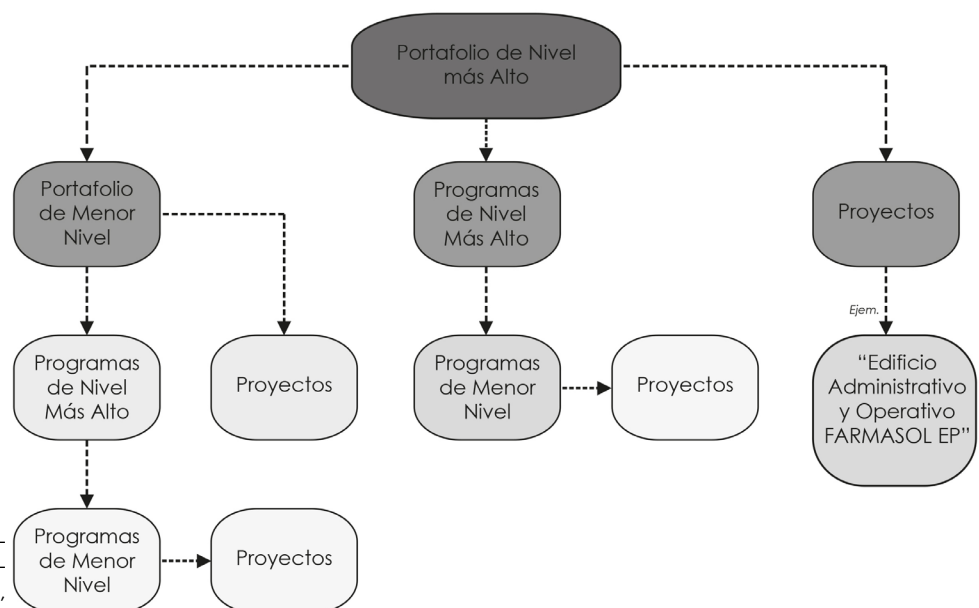 Portafolio de Nivel
más Alto
Portafolio
de Menor
Nivel
Programas
de Nivel
Más Alto
Proyectos
Ejem.
Programas
de Nivel
Más Alto
Proyectos
Programas
de Menor
Nivel
Proyectos
“Edificio
Administrativo
y Operativo
FARMASOL EP”
Programas
de Menor
Nivel
Proyectos